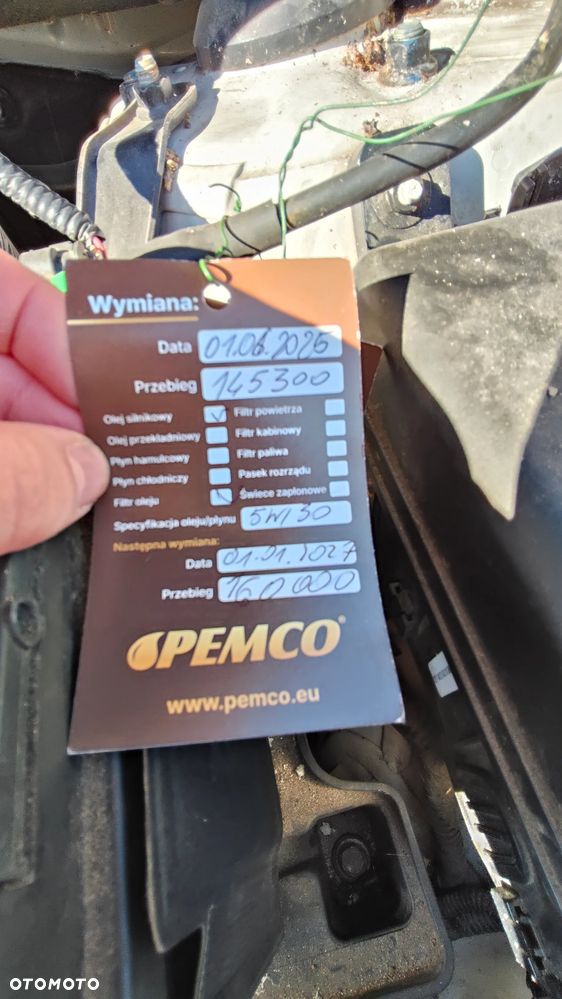 Wymiana:
Data 01.06.2026
Przebieg 145300
Olej silnikowy Filtr powietrza
Olej przekładniowy Filtr kabinowy
Płyn hamulcowy Filtr paliwa
Płyn chłodniczy Pasek rozrządu
Filtr oleju Świece zapłonowe
Specyfikacja oleju/płynu 5W30
Następna wymiana:
Data 01.01.2027
Przebieg 160000
PEMCO®
www.pemco.eu
OTOMOTO